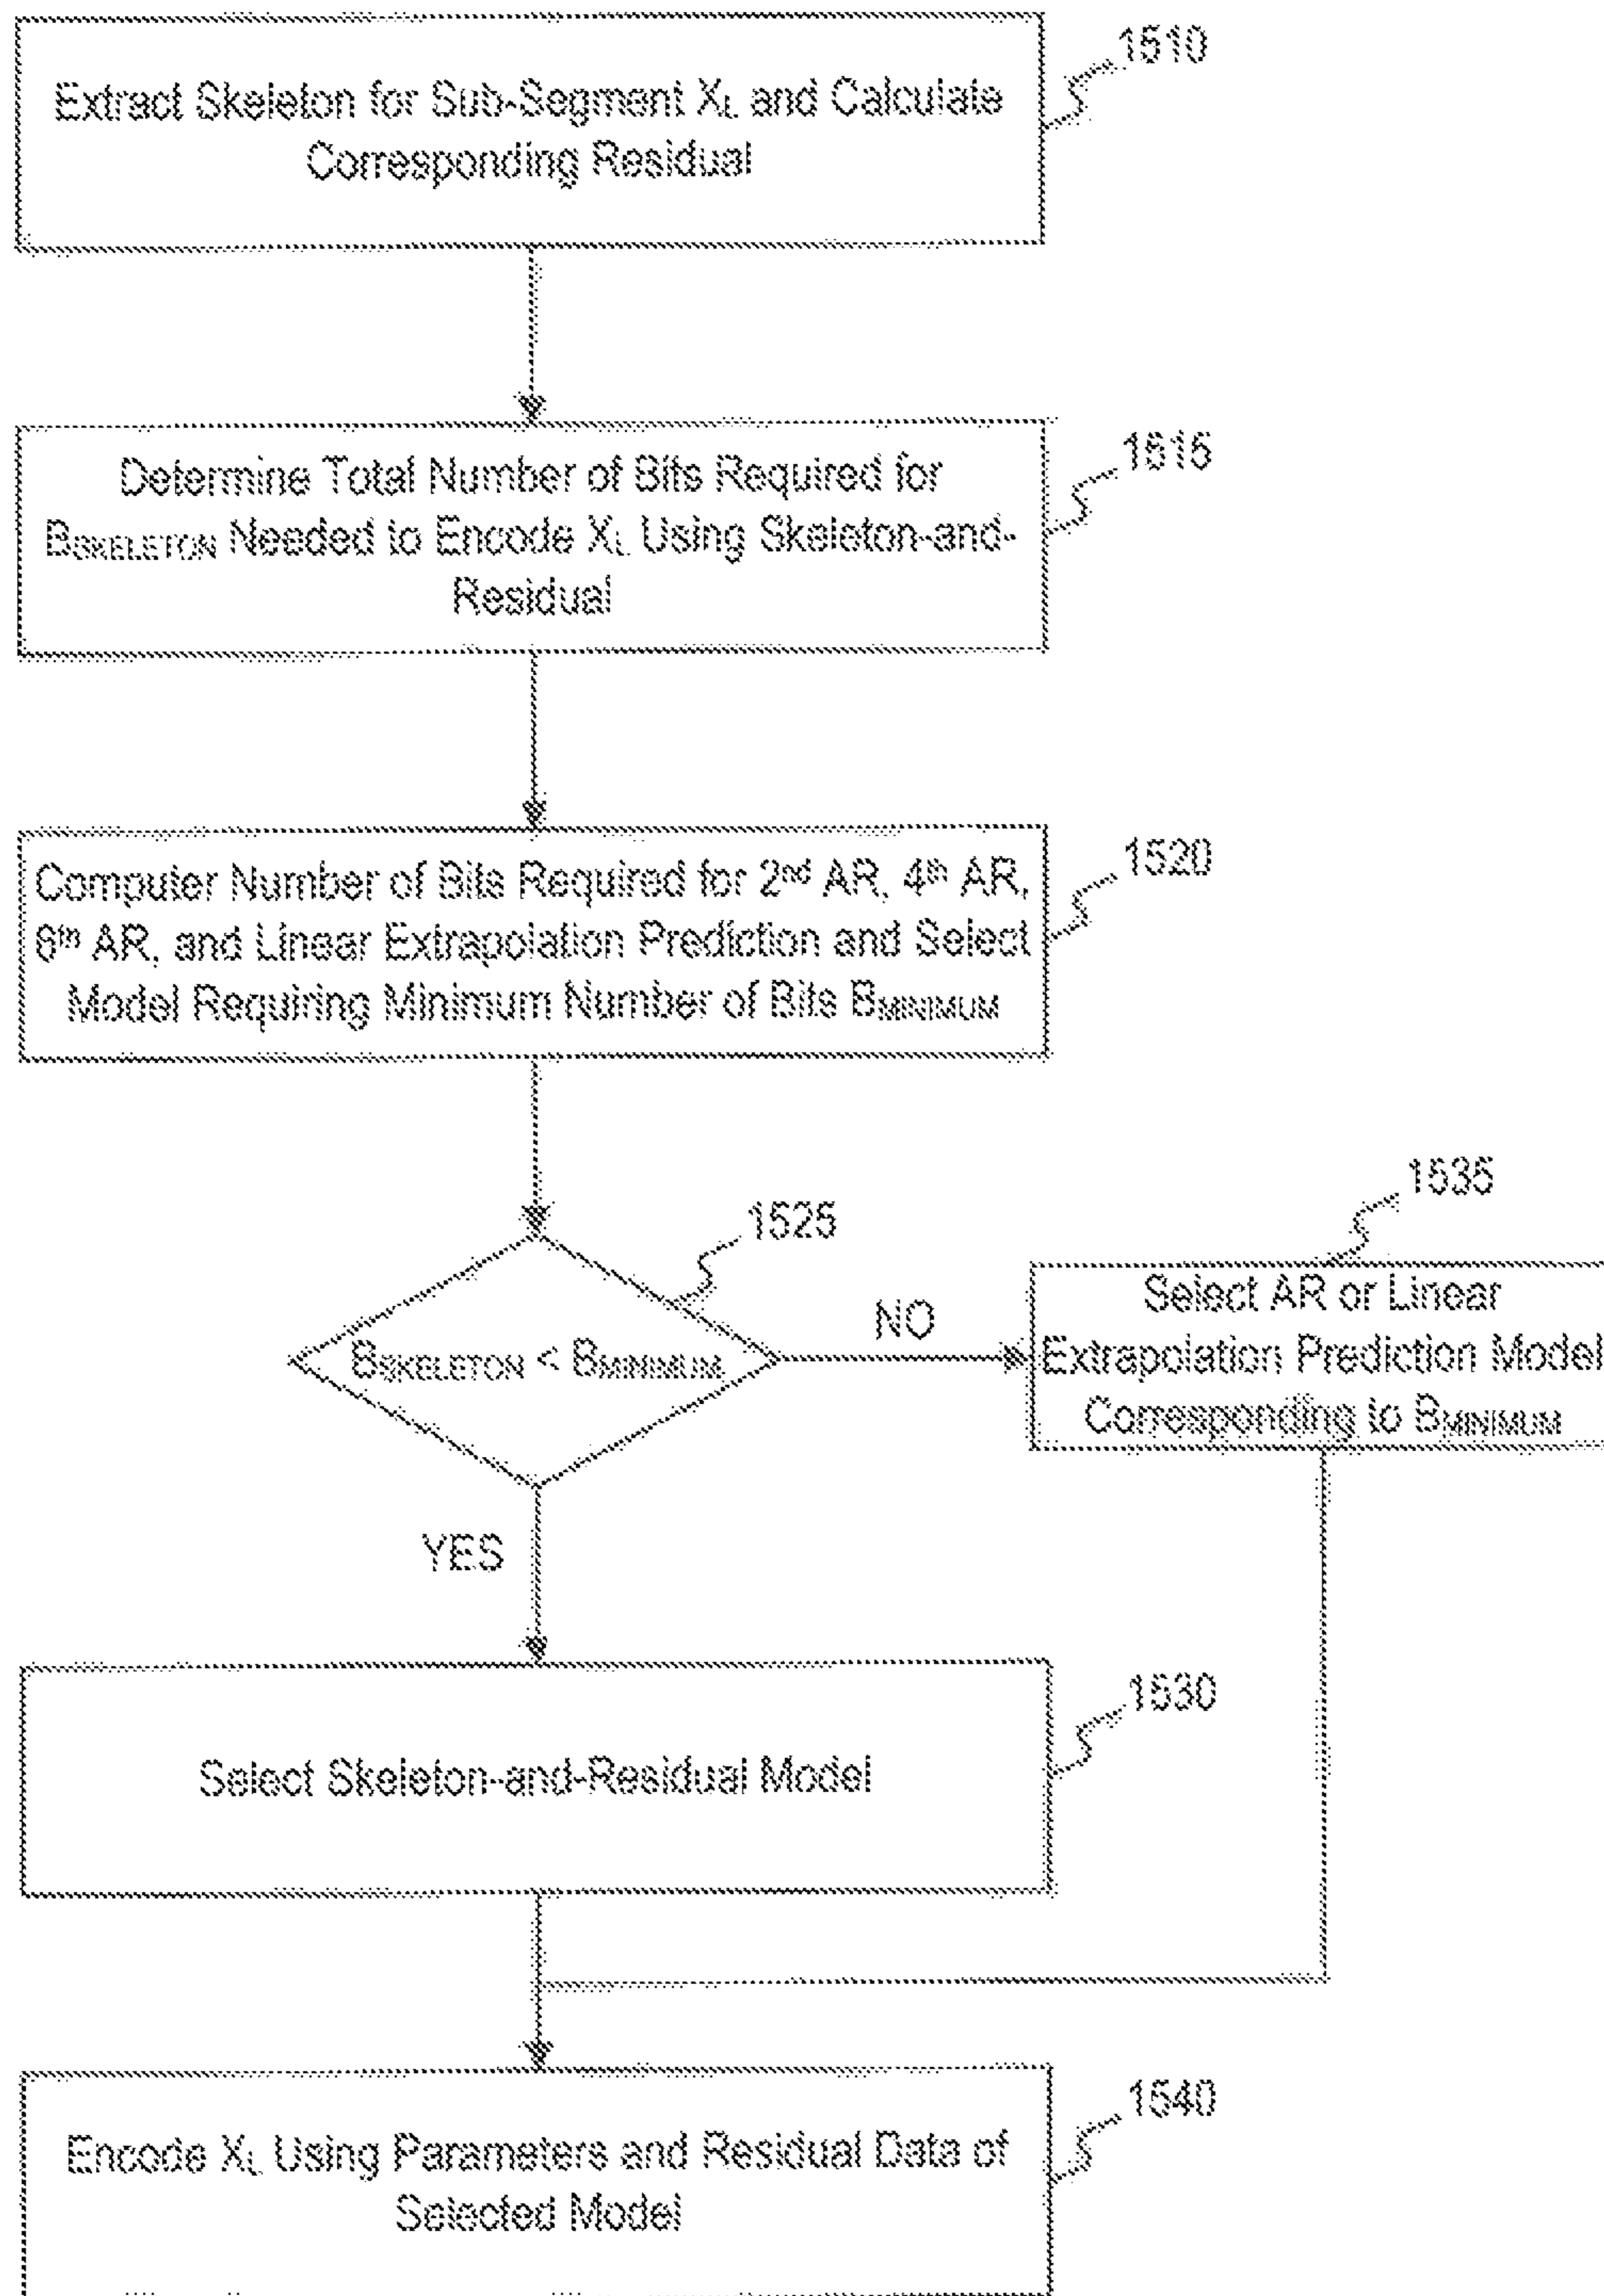 1510
Extract Skeleton for Sub-Segment XL and Calculate
Corresponding Residual
1515
Determine Total Number of Bits Required for
BSKELETON Needed to Encode XL Using Skeleton-and-
Residual
1520
Computer Number of Bits Required for 2nd AR, 4th AR,
6th AR, and Linear Extrapolation Prediction and Select
Model Requiring Minimum Number of Bits BMINIMUM
1525
BSKELETON < BMINIMUM
NO
1535
Select AR or Linear
Extrapolation Prediction Model
Corresponding to BMINIMUM
YES
1530
Select Skeleton-and-Residual Model
1540
Encode XL Using Parameters and Residual Data of
Selected Model